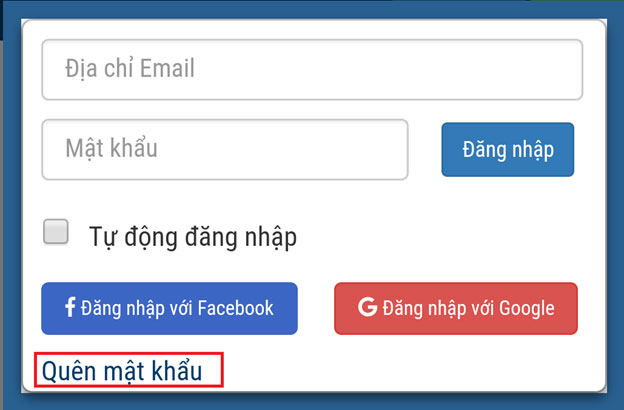 Địa chỉ Email
Mật khẩu
Đăng nhập
Tự động đăng nhập
Đăng nhập với Facebook
Đăng nhập với Google
Quên mật khẩu